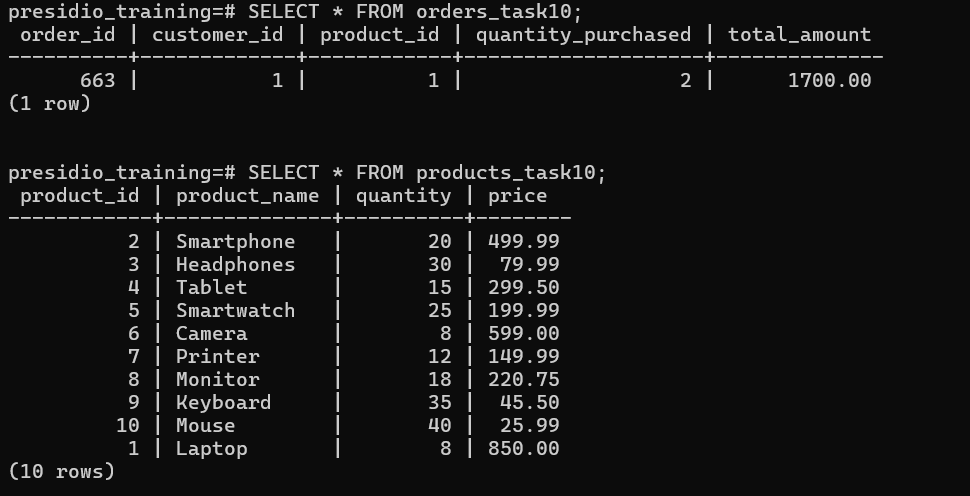 presidio_training=# SELECT * FROM orders_task10;
 order_id | customer_id | product_id | quantity_purchased | total_amount
----------+-------------+------------+--------------------+--------------
      663 |           1 |          1 |                  2 |      1700.00
(1 row)
presidio_training=# SELECT * FROM products_task10;
 product_id | product_name | quantity | price
------------+--------------+----------+--------
          2 | Smartphone   |       20 | 499.99
          3 | Headphones   |       30 |  79.99
          4 | Tablet       |       15 | 299.50
          5 | Smartwatch   |       25 | 199.99
          6 | Camera       |        8 | 599.00
          7 | Printer      |       12 | 149.99
          8 | Monitor      |       18 | 220.75
          9 | Keyboard     |       35 |  45.50
         10 | Mouse        |       40 |  25.99
          1 | Laptop       |        8 | 850.00
(10 rows)